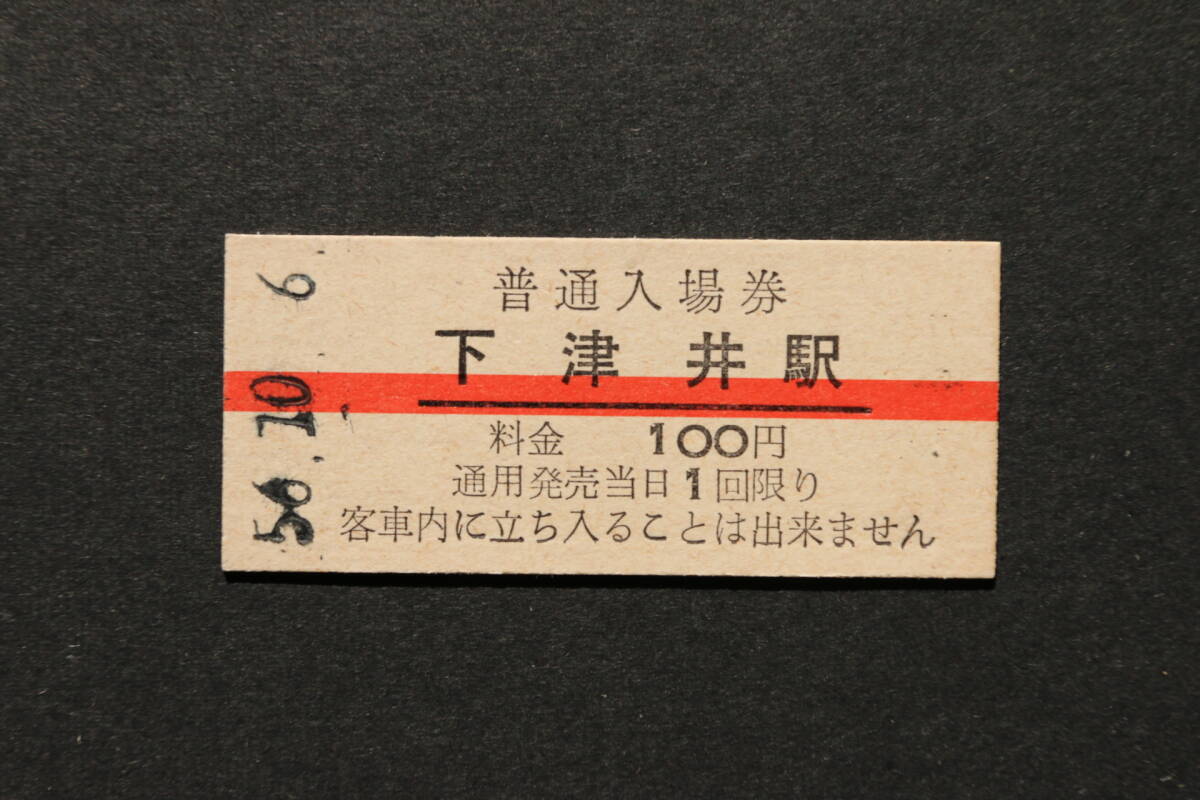 普通入場券
下津井駅
料金 100円
通用発売当日1回限り
客車内に立ち入ることは出来ません
56.10.6